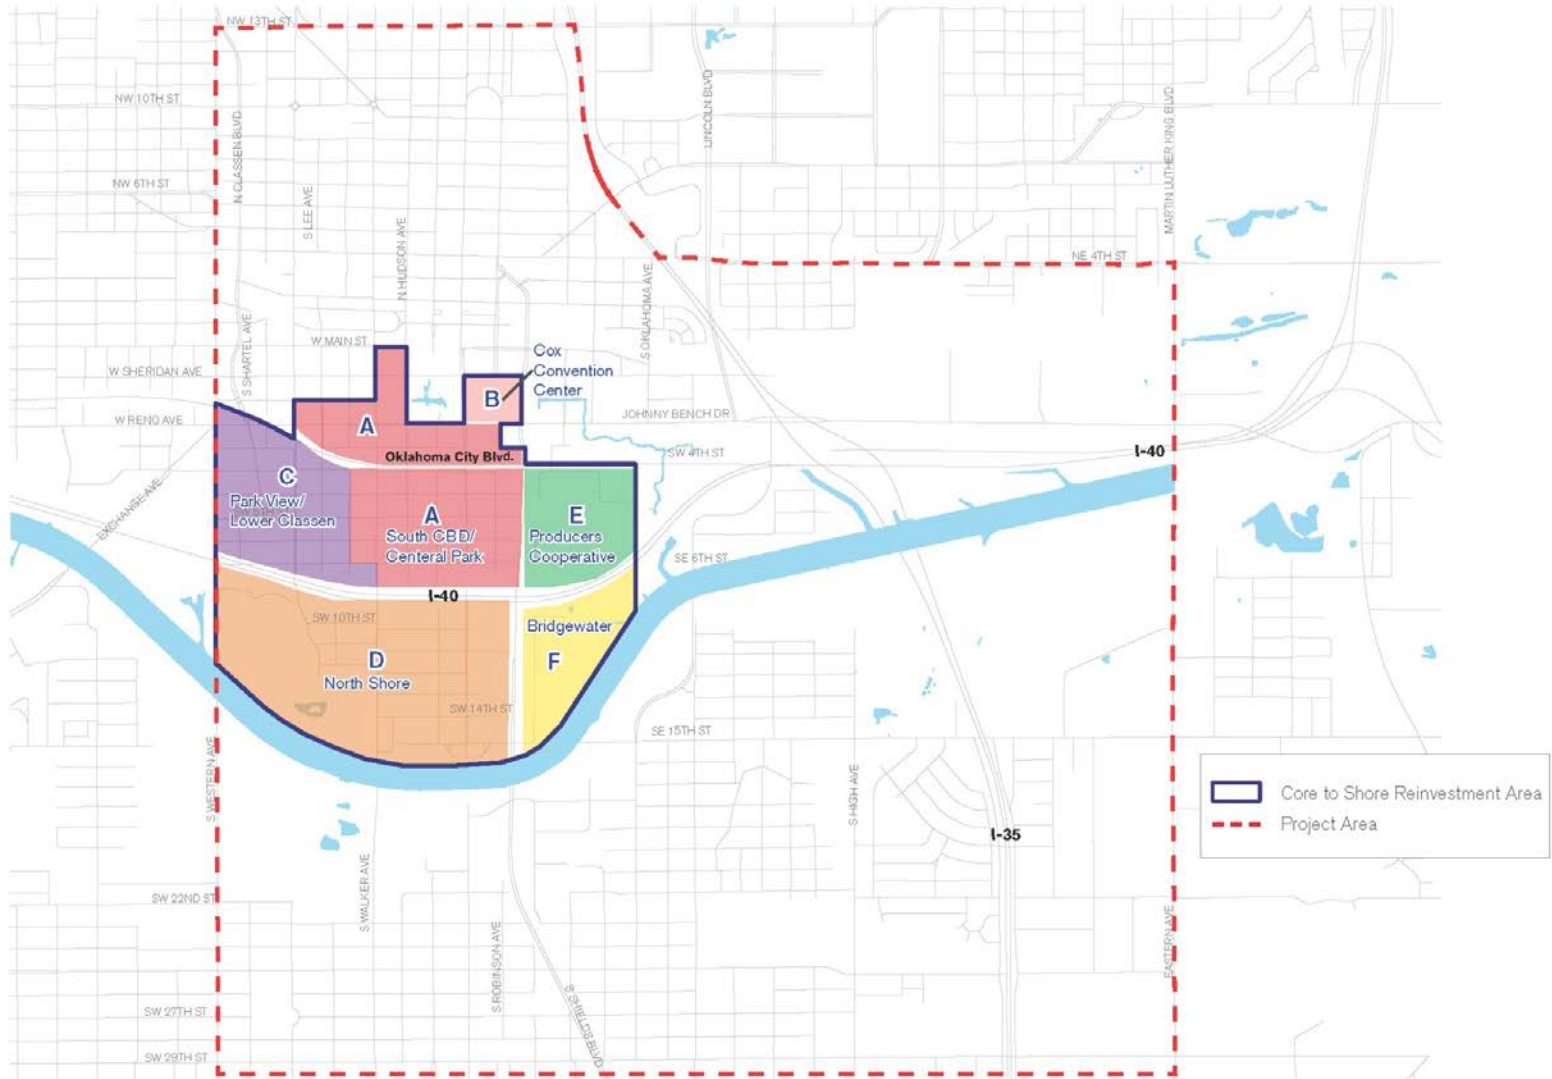 NW 13TH ST
NW 10TH ST
N CLASSEN BLVD
LINCOLN BLVD
MARTIN LUTHER KING BLVD
NW 6TH ST
S LEE AVE
N HUDSON AVE
NE 4TH ST
S OKLAHOMA AVE
S SHARTEL AVE
W MAIN ST
W SHERIDAN AVE
Cox
Convention
Center
B
W RENO AVE
JOHNNY BENCH DR
A
Oklahoma City Blvd.
SW 4TH ST
I-40
C
Park View/
Lower Classen
EXCHANGE AVE
A
South CBD/
Centeral Park
E
Producers
Cooperative
SE 6TH ST
I-40
SW 10TH ST
Bridgewater
D
North Shore
F
SW 14TH ST
SE 15TH ST
S WESTERN AVE
S HIGH AVE
Core to Shore Reinvestment Area
Project Area
I-35
S WALKER AVE
SW 22ND ST
S ROBINSON AVE
EASTERN AVE
S SHIELDS BLVD
SW 27TH ST
SW 29TH ST